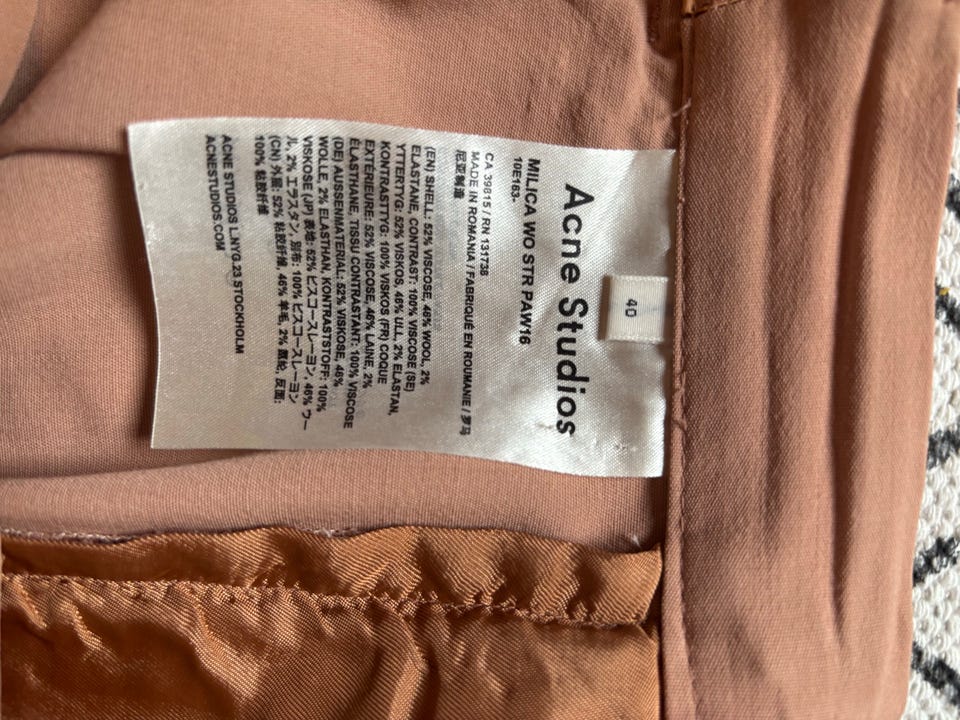 40
Acne Studios
MILICA WO STR PAW16
10E163-
CA 39815 / RN 131738
MADE IN ROMANIA / FABRIQUÉ EN ROUMANIE / 罗马
尼亚制造
(EN) SHELL: 52% VISCOSE, 46% WOOL, 2%
ELASTANE, CONTRAST: 100% VISCOSE (SE)
YTTERTYG: 52% VISKOS, 46% ULL, 2% ELASTAN,
KONTRASTTYG: 100% VISKOS (FR) COQUE
EXTÉRIEURE: 52% VISCOSE, 46% LAINE, 2%
ÉLASTHANE, TISSU CONTRASTANT: 100% VISCOSE
(DE) AUSSENMATERIAL: 52% VISKOSE, 46%
WOLLE, 2% ELASTHAN, KONTRASTSTOFF: 100%
VISKOSE (JP) 表地: 52% ビスコースレーヨン, 46% ウー
ル, 2% エラスタン, 別布: 100% ビスコースレーヨン
(CN) 外层: 52% 粘胶纤维, 46% 羊毛, 2% 氨纶, 反面:
100% 粘胶纤维
ACNE STUDIOS L.NYG.23 STOCKHOLM
ACNESTUDIOS.COM